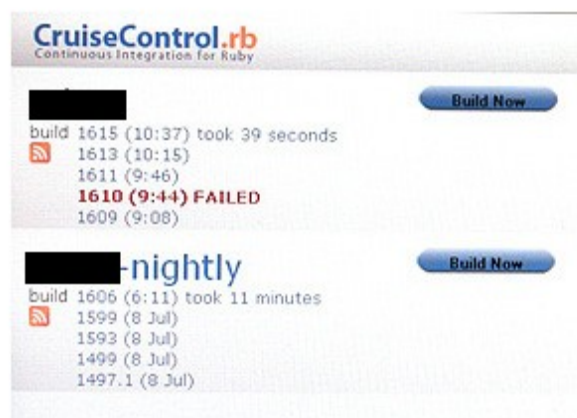 CruiseControl.rb
Continuous Integration for Ruby
Build Now
build 1615 (10:37) took 39 seconds
1613 (10:15)
1611 (9:46)
1610 (9:44) FAILED
1609 (9:08)
-nightly
Build Now
build 1606 (6:11) took 11 minutes
1599 (8 Jul)
1593 (8 Jul)
1499 (8 Jul)
1497.1 (8 Jul)